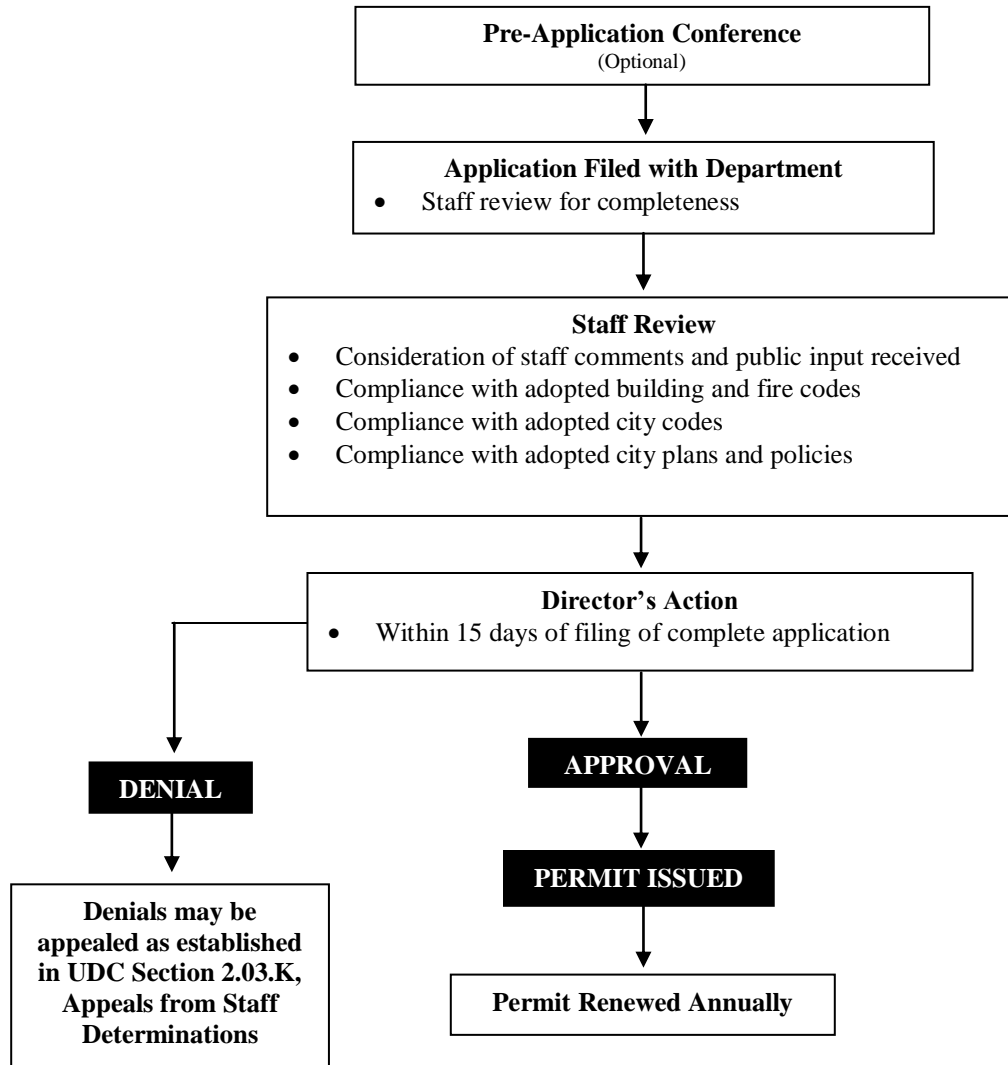 Pre-Application Conference
(Optional)
Application Filed with Department
• Staff review for completeness
Staff Review
• Consideration of staff comments and public input received
• Compliance with adopted building and fire codes
• Compliance with adopted city codes
• Compliance with adopted city plans and policies
Director’s Action
• Within 15 days of filing of complete application
DENIAL
APPROVAL
PERMIT ISSUED
Denials may be
appealed as established
in UDC Section 2.03.K,
Appeals from Staff
Determinations
Permit Renewed Annually